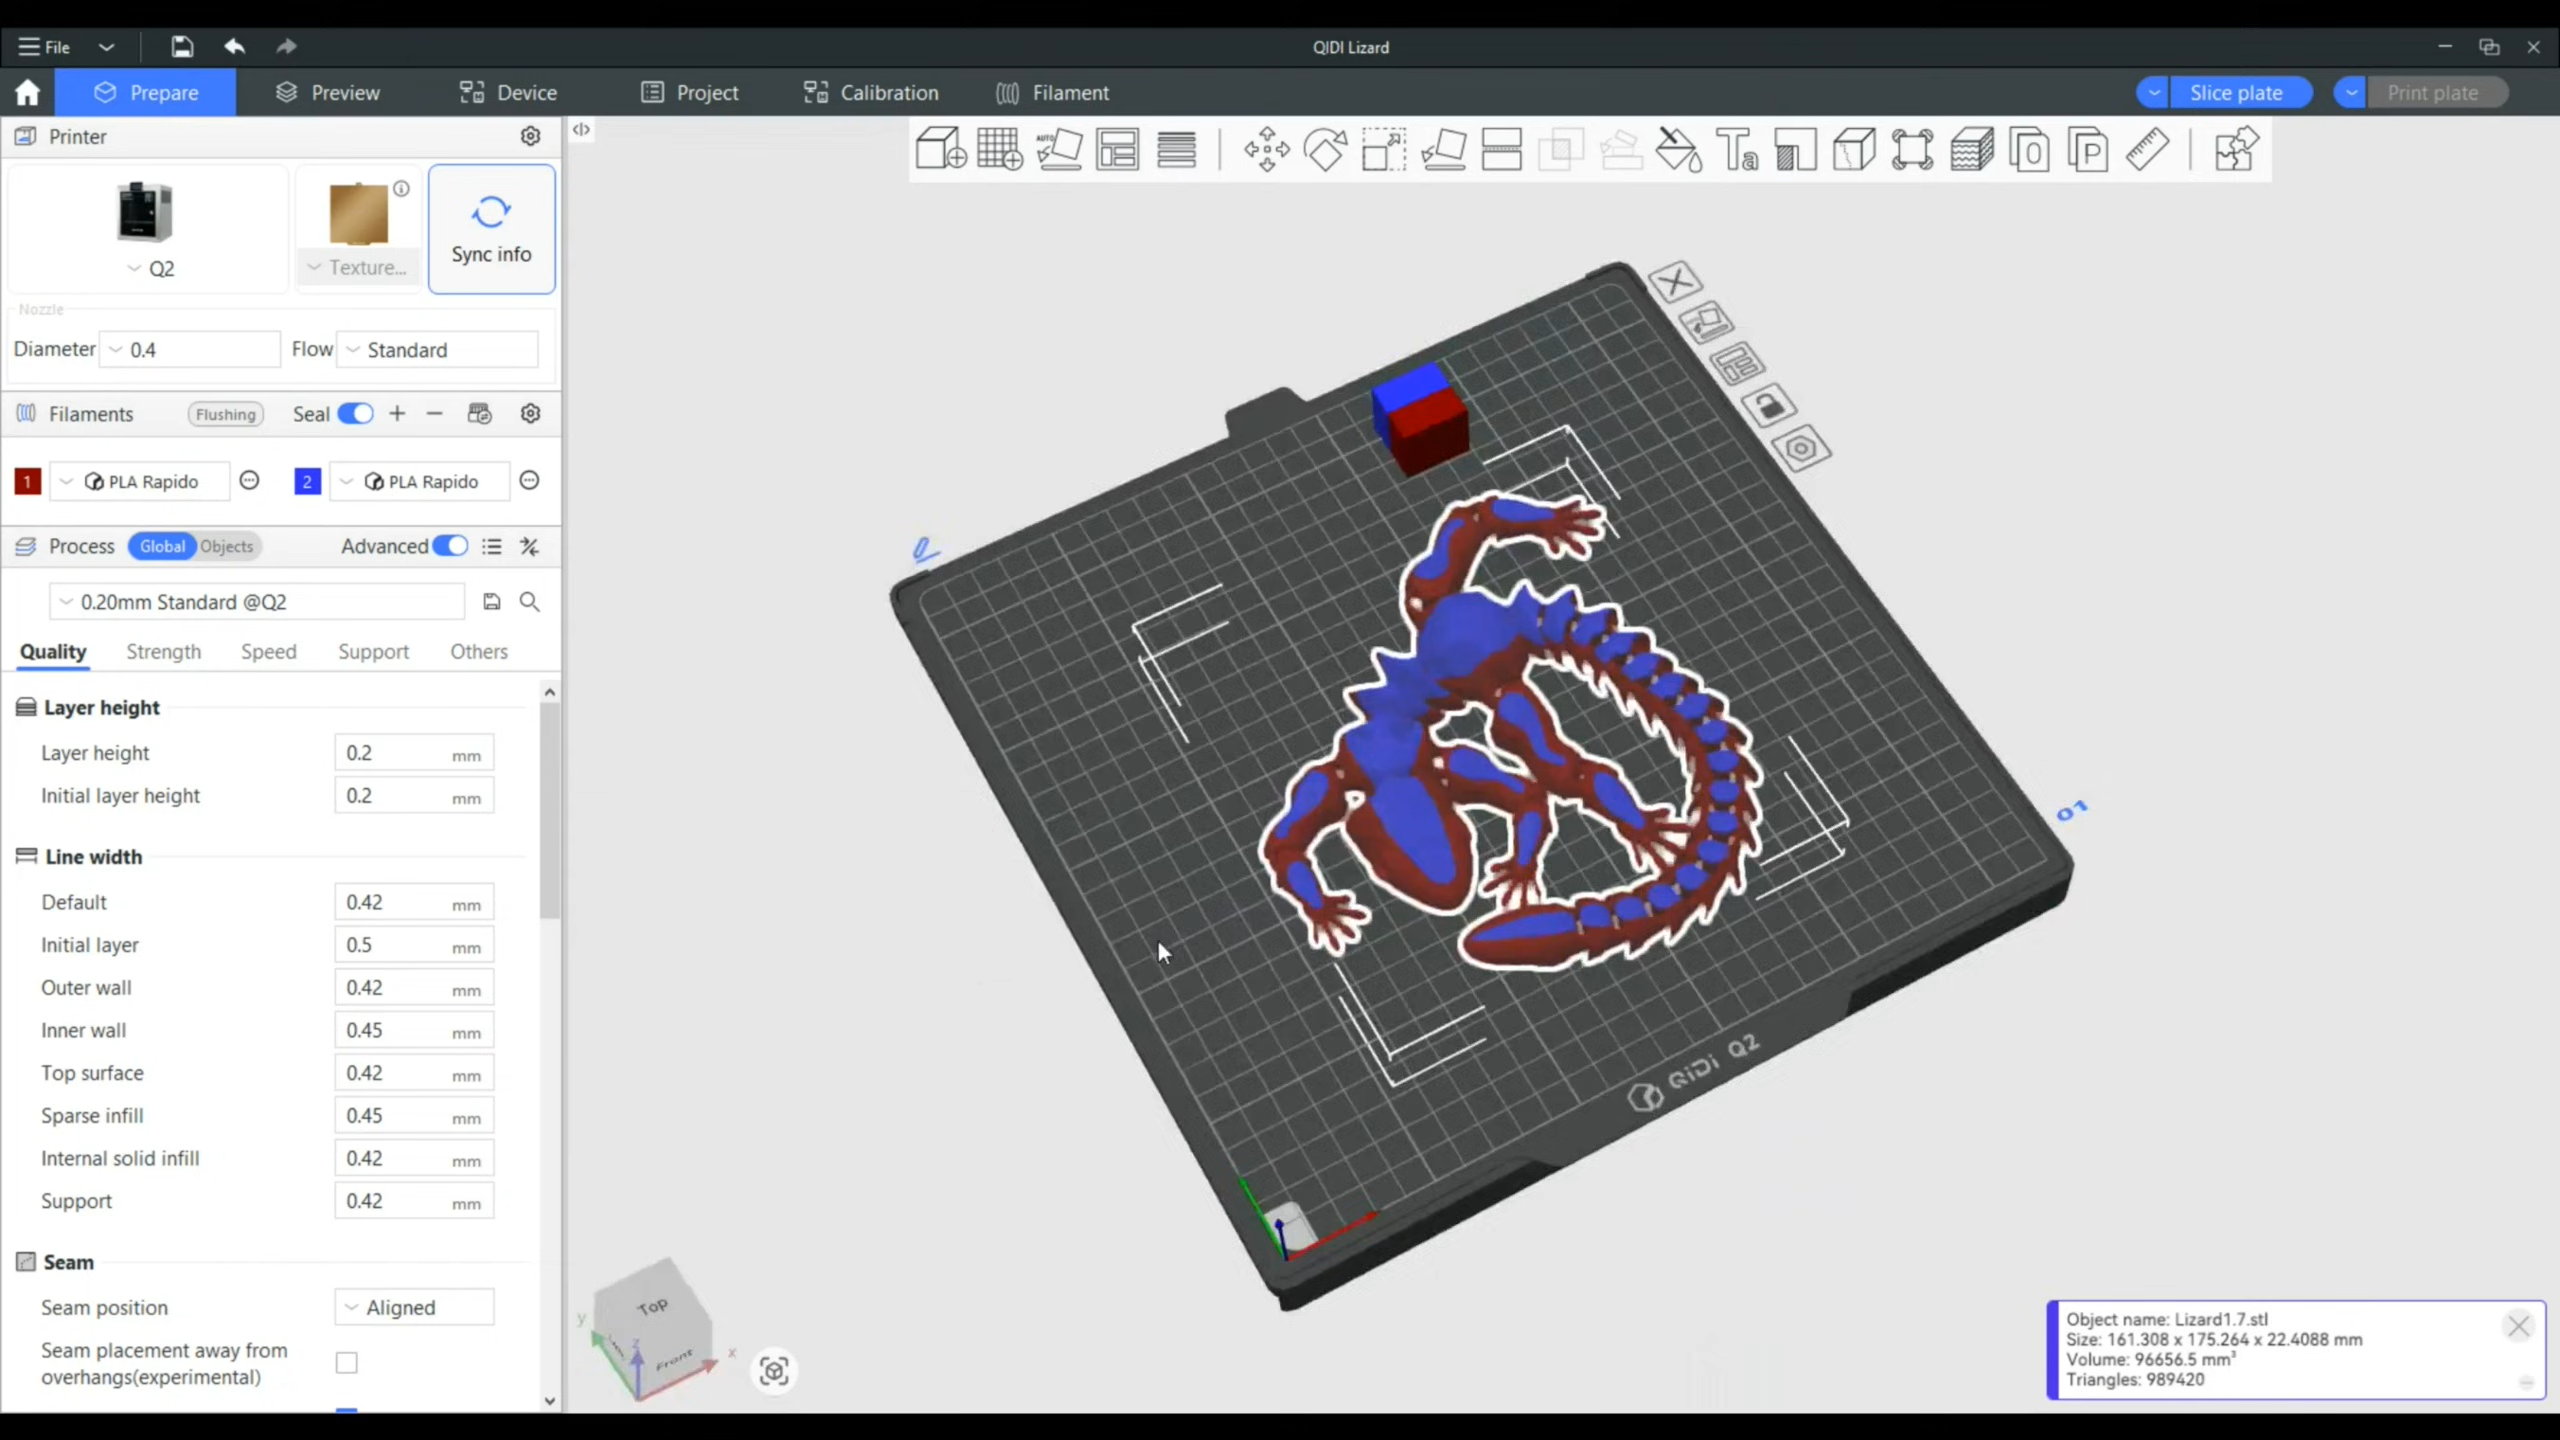 File
QIDI Lizard
Prepare
Preview
Device
Project
Calibration
Filament
Slice plate
Print plate
Printer
Q2
Texture...
Sync info
Nozzle
Diameter 0.4 Flow Standard
Filaments Flushing Seal
1 PLA Rapido 2 PLA Rapido
Process Global Objects Advanced
0.20mm Standard @Q2
Quality Strength Speed Support Others
Layer height
Layer height 0.2 mm
Initial layer height 0.2 mm
Line width
Default 0.42 mm
Initial layer 0.5 mm
Outer wall 0.42 mm
Inner wall 0.45 mm
Top surface 0.42 mm
Sparse infill 0.45 mm
Internal solid infill 0.42 mm
Support 0.42 mm
Seam
Seam position Aligned
Seam placement away from
overhangs(experimental)
AUTO
Ta
O
P
01
QIDI Q2
Top
Front
y
z
x
Object name: Lizard1.7.stl
Size: 161.308 x 175.264 x 22.4088 mm
Volume: 96656.5 mm³
Triangles: 989420